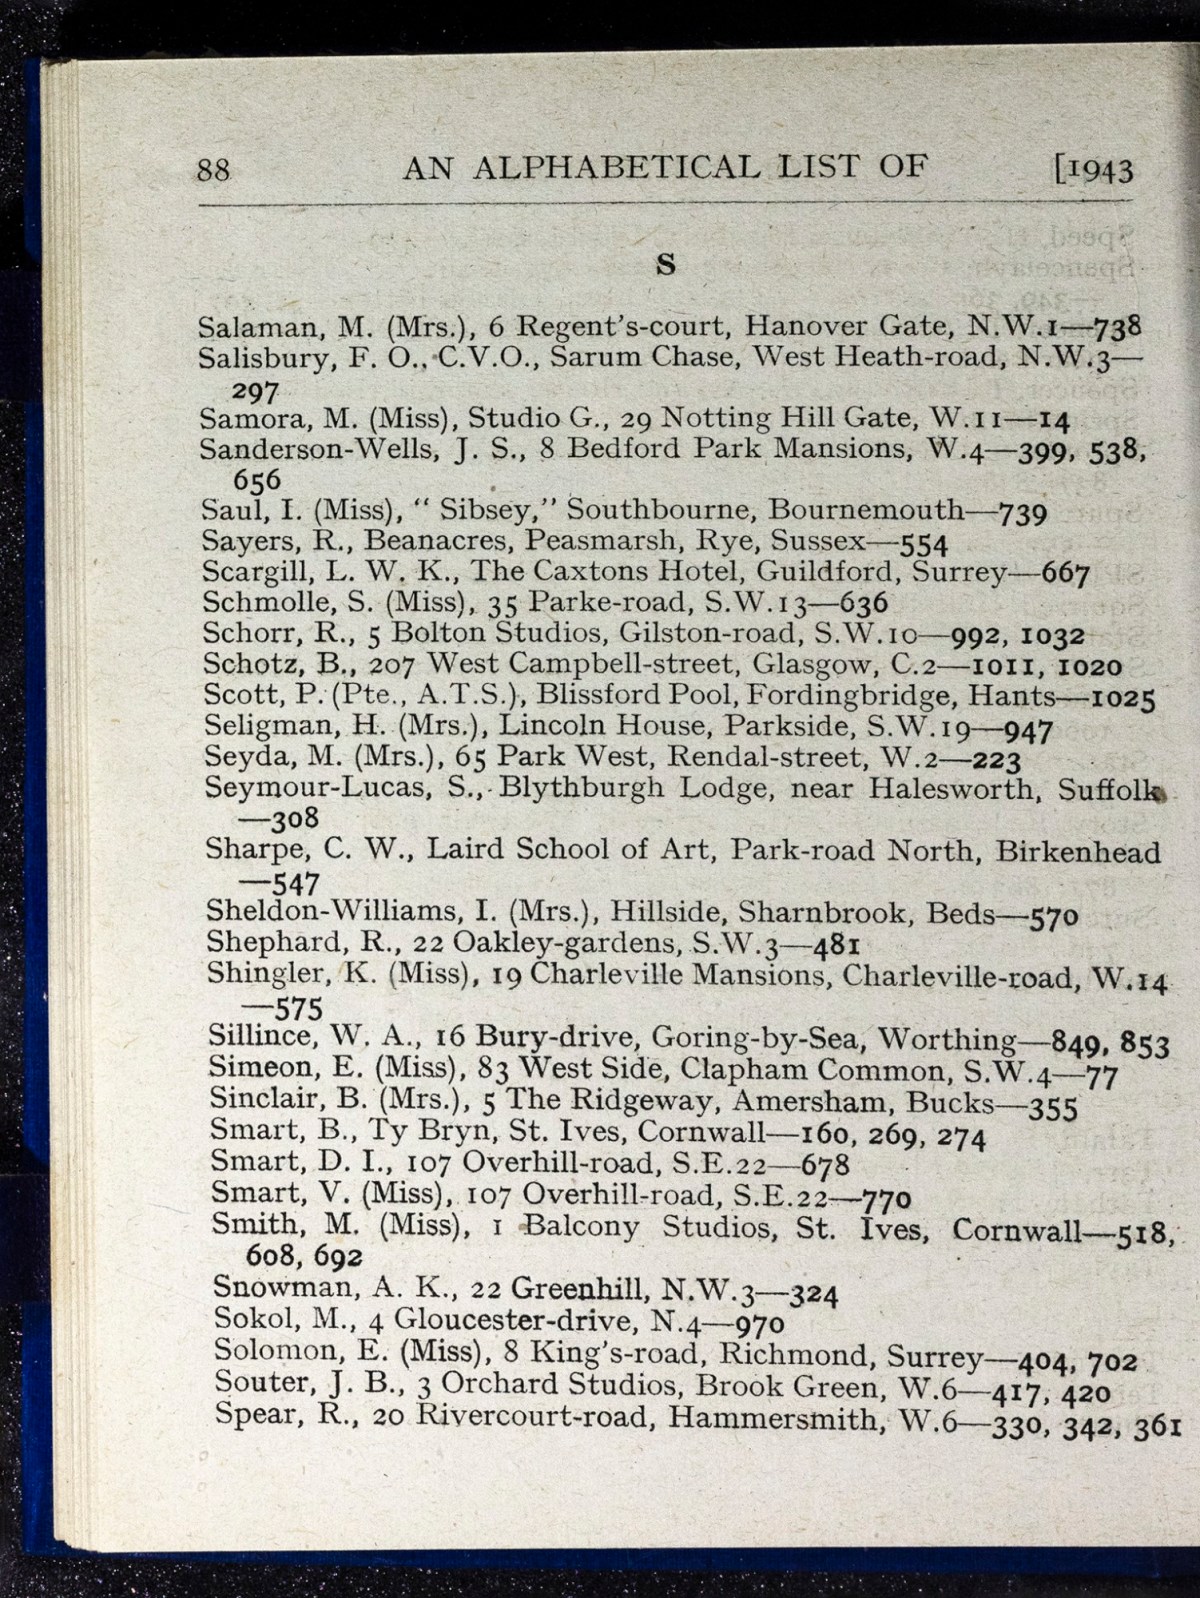 88 AN ALPHABETICAL LIST OF [1943
S
Salaman, M. (Mrs.), 6 Regent's-court, Hanover Gate, N.W.1—738
Salisbury, F. O., C.V.O., Sarum Chase, West Heath-road, N.W.3—
297
Samora, M. (Miss), Studio G., 29 Notting Hill Gate, W.11—14
Sanderson-Wells, J. S., 8 Bedford Park Mansions, W.4—399, 538,
656
Saul, I. (Miss), " Sibsey," Southbourne, Bournemouth—739
Sayers, R., Beanacres, Peasmarsh, Rye, Sussex—554
Scargill, L. W. K., The Caxtons Hotel, Guildford, Surrey—667
Schmolle, S. (Miss), 35 Parke-road, S.W.13—636
Schorr, R., 5 Bolton Studios, Gilston-road, S.W.10—992, 1032
Schotz, B., 207 West Campbell-street, Glasgow, C.2—1011, 1020
Scott, P. (Pte., A.T.S.), Blissford Pool, Fordingbridge, Hants—1025
Seligman, H. (Mrs.), Lincoln House, Parkside, S.W.19—947
Seyda, M. (Mrs.), 65 Park West, Rendal-street, W.2—223
Seymour-Lucas, S., Blythburgh Lodge, near Halesworth, Suffolk
—308
Sharpe, C. W., Laird School of Art, Park-road North, Birkenhead
—547
Sheldon-Williams, I. (Mrs.), Hillside, Sharnbrook, Beds—570
Shephard, R., 22 Oakley-gardens, S.W.3—481
Shingler, K. (Miss), 19 Charleville Mansions, Charleville-road, W.14
—575
Sillince, W. A., 16 Bury-drive, Goring-by-Sea, Worthing—849, 853
Simeon, E. (Miss), 83 West Side, Clapham Common, S.W.4—77
Sinclair, B. (Mrs.), 5 The Ridgeway, Amersham, Bucks—355
Smart, B., Ty Bryn, St. Ives, Cornwall—160, 269, 274
Smart, D. I., 107 Overhill-road, S.E.22—678
Smart, V. (Miss), 107 Overhill-road, S.E.22—770
Smith, M. (Miss), 1 Balcony Studios, St. Ives, Cornwall—518,
608, 692
Snowman, A. K., 22 Greenhill, N.W.3—324
Sokol, M., 4 Gloucester-drive, N.4—970
Solomon, E. (Miss), 8 King's-road, Richmond, Surrey—404, 702
Souter, J. B., 3 Orchard Studios, Brook Green, W.6—417, 420
Spear, R., 20 Rivercourt-road, Hammersmith, W.6—330, 342, 361